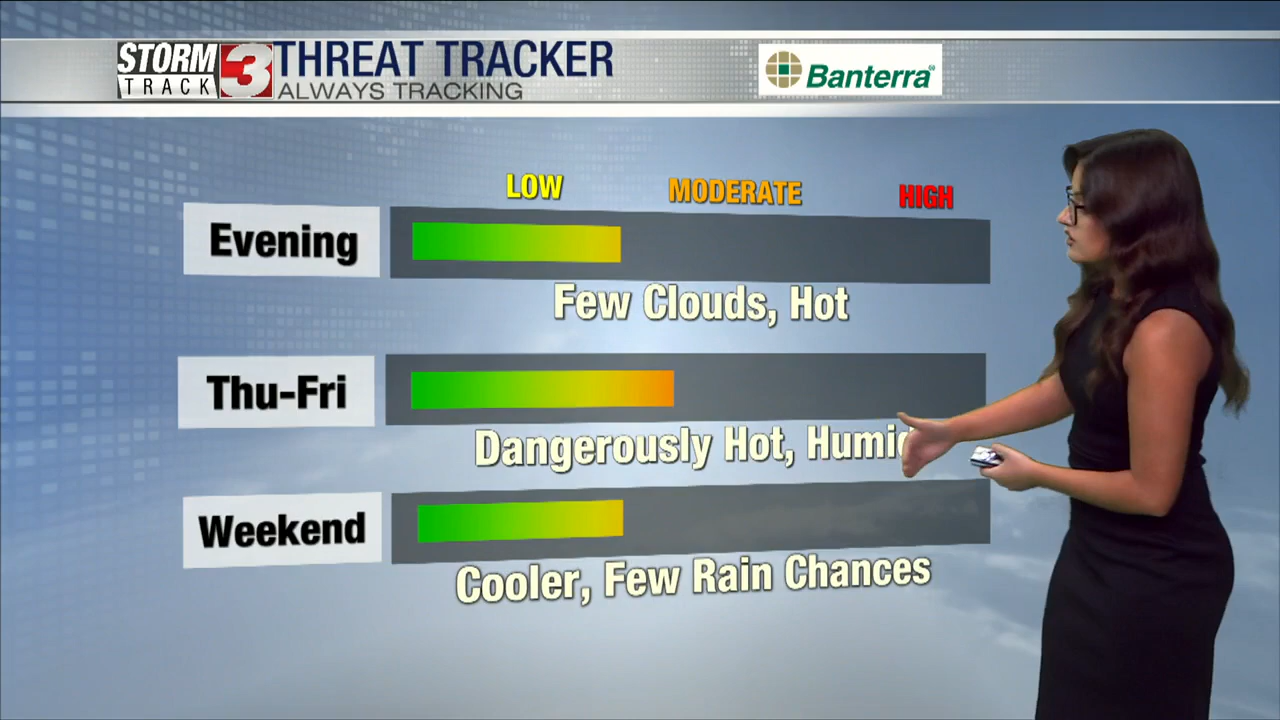 STORM
TRACK
3
THREAT TRACKER
ALWAYS TRACKING
Banterra
LOW
MODERATE
HIGH
Evening
Few Clouds, Hot
Thu-Fri
Dangerously Hot, Humid
Weekend
Cooler, Few Rain Chances